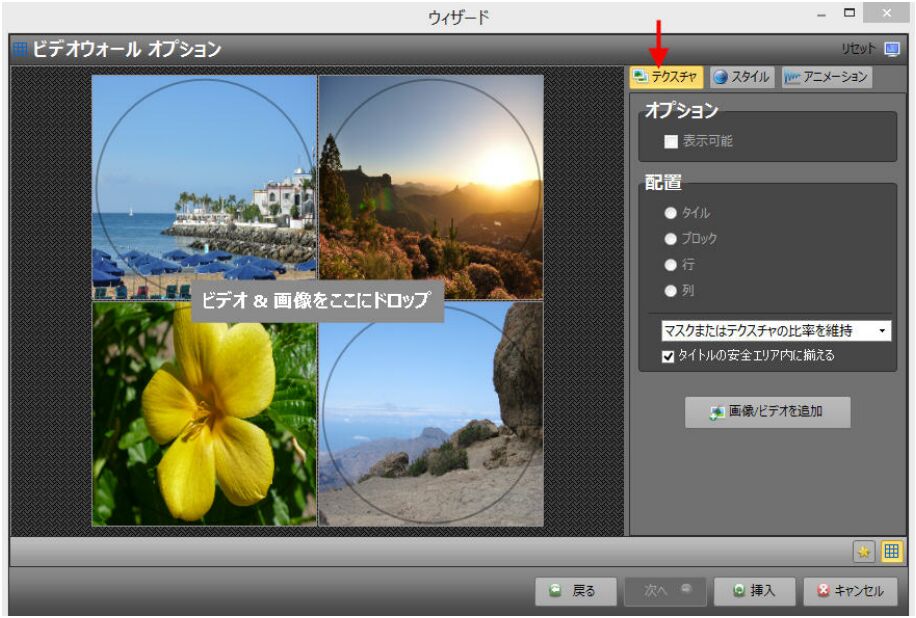 ウィザード
ビデオウォール オプション
リセット
テクスチャ
スタイル
アニメーション
オプション
表示可能
配置
タイル
ブロック
行
列
マスクまたはテクスチャの比率を維持
タイトルの安全エリア内に揃える
画像/ビデオを追加
ビデオ & 画像をここにドロップ
戻る
次へ
挿入
キャンセル